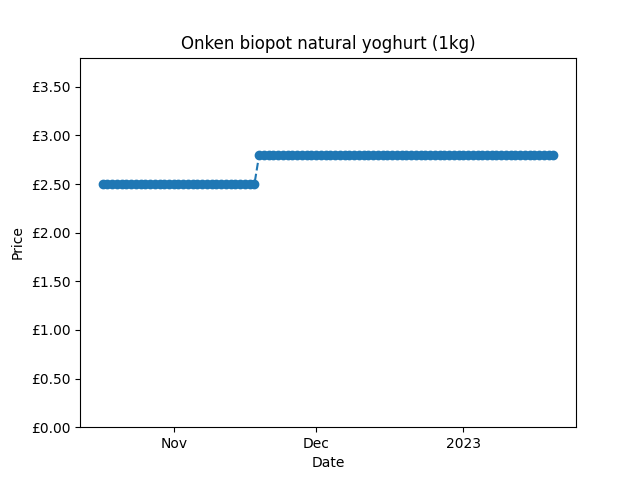 Onken biopot natural yoghurt (1kg)
£3.50
£3.00
£2.50
£2.00
£1.50
£1.00
£0.50
£0.00
Price
Nov Dec 2023
Date